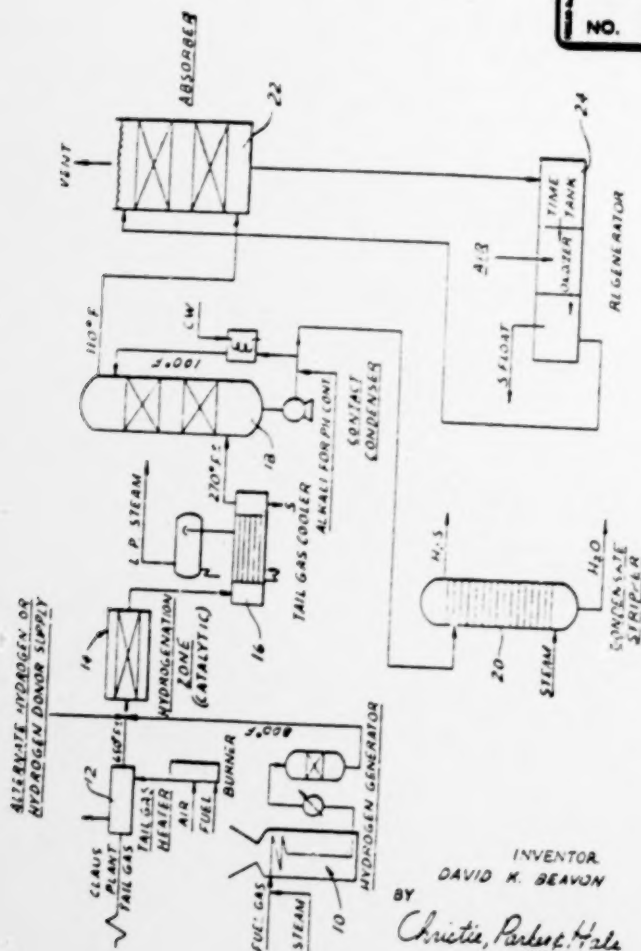 NO.
VENT
ABSORBER
22
110°F
CW
100°F
18
270°F
S
L P STEAM
TAIL GAS COOLER
16
ALKALI FOR PH CONT.
CONTACT
CONDENSER
AIR
S FLOAT
OXIDIZER
TIME
TANK
24
REGENERATOR
ALTERNATE HYDROGEN OR
HYDROGEN DONOR SUPPLY
14
HYDROGENATION
ZONE
(CATALYTIC)
CLAUS
PLANT
TAIL GAS
12
TAIL GAS
HEATER
AIR
FUEL
BURNER
800°F
HYDROGEN GENERATOR
FUEL GAS
STEAM
10
H2S
20
STEAM
H2O
CONDENSATE
STRIPPER
INVENTOR
DAVID K. BEAVON
BY
Christie, Parker & Hale